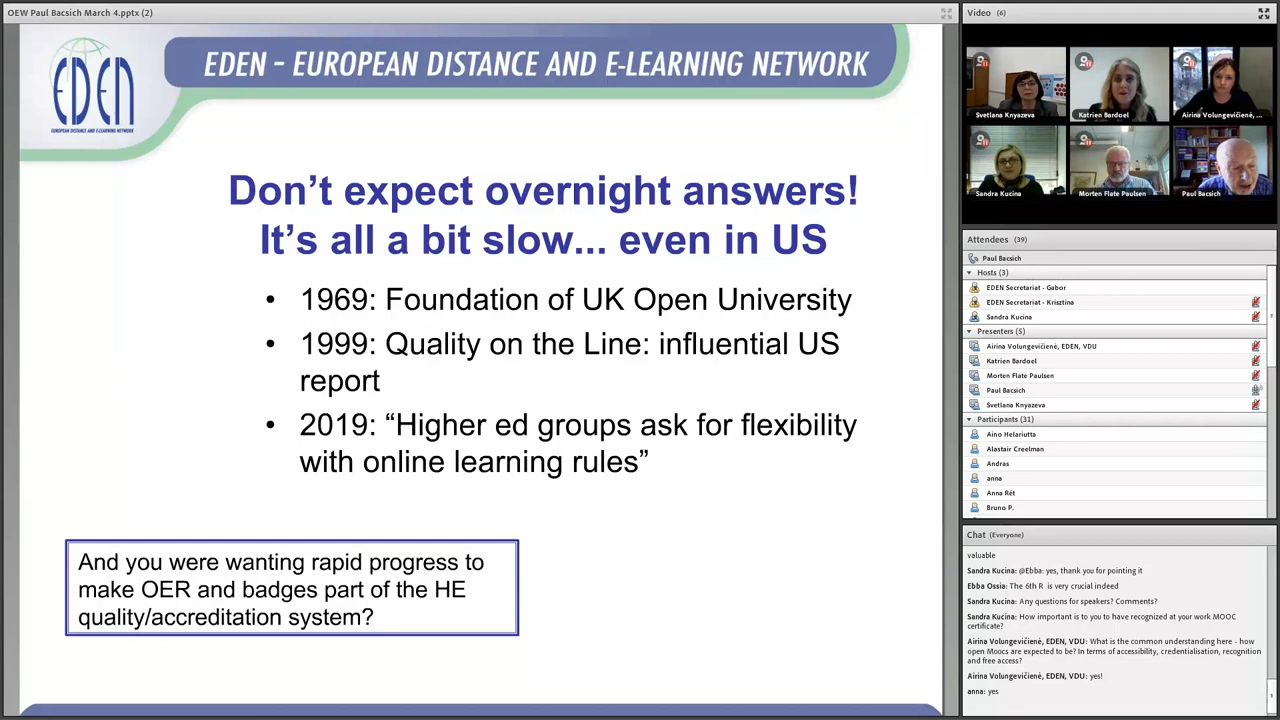 OEW Paul Bacsich March 4.pptx (2)
EDEN
EUROPEAN DISTANCE AND E-LEARNING NETWORK
EDEN – EUROPEAN DISTANCE AND E-LEARNING NETWORK
Don’t expect overnight answers!
It’s all a bit slow... even in US
• 1969: Foundation of UK Open University
• 1999: Quality on the Line: influential US
report
• 2019: “Higher ed groups ask for flexibility
with online learning rules”
And you were wanting rapid progress to
make OER and badges part of the HE
quality/accreditation system?
Video (6)
Svetlana Knyazeva
Katrien Bardoel
Airina Volungevičienė, ...
Sandra Kucina
Morten Flate Paulsen
Paul Bacsich
Attendees (39)
Paul Bacsich
Hosts (3)
EDEN Secretariat - Gabor
EDEN Secretariat - Krisztina
Sandra Kucina
Presenters (5)
Airina Volungevičienė, EDEN, VDU
Katrien Bardoel
Morten Flate Paulsen
Paul Bacsich
Svetlana Knyazeva
Participants (31)
Aino Helariutta
Alastair Creelman
Andras
anna
Anna Rét
Bruno P.
Chat (Everyone)
valuable
Sandra Kucina: @Ebba: yes, thank you for pointing it
Ebba Ossia: The 6th R is very crucial indeed
Sandra Kucina: Any questions for speakers? Comments?
Sandra Kucina: How important is to you to have recognized at your work MOOC
certificate?
Airina Volungevičienė, EDEN, VDU: What is the common understanding here - how
open Moocs are expected to be? In terms of accessibility, credentialisation, recognition
and free access?
Airina Volungevičienė, EDEN, VDU: yes!
anna: yes